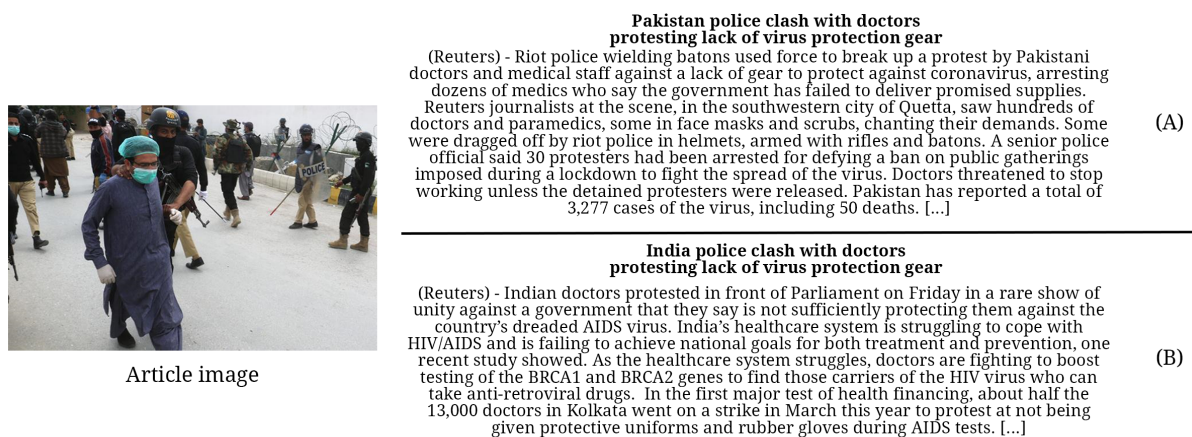 Pakistan police clash with doctors
protesting lack of virus protection gear
(Reuters) - Riot police wielding batons used force to break up a protest by Pakistani
doctors and medical staff against a lack of gear to protect against coronavirus, arresting
dozens of medics who say the government has failed to deliver promised supplies.
Reuters journalists at the scene, in the southwestern city of Quetta, saw hundreds of
doctors and paramedics, some in face masks and scrubs, chanting their demands. Some
were dragged off by riot police in helmets, armed with rifles and batons. A senior police
official said 30 protesters had been arrested for defying a ban on public gatherings
imposed during a lockdown to fight the spread of the virus. Doctors threatened to stop
working unless the detained protesters were released. Pakistan has reported a total of
3,277 cases of the virus, including 50 deaths. [...]
(A)
POLICE
Article image
India police clash with doctors
protesting lack of virus protection gear
(Reuters) - Indian doctors protested in front of Parliament on Friday in a rare show of
unity against a government that they say is not sufficiently protecting them against the
country's dreaded AIDS virus. India's healthcare system is struggling to cope with
HIV/AIDS and is failing to achieve national goals for both treatment and prevention, one
recent study showed. As the healthcare system struggles, doctors are fighting to boost
testing of the BRCA1 and BRCA2 genes to find those carriers of the HIV virus who can
take anti-retroviral drugs. In the first major test of health financing, about half the
13,000 doctors in Kolkata went on a strike in March this year to protest at not being
given protective uniforms and rubber gloves during AIDS tests. [...]
(B)